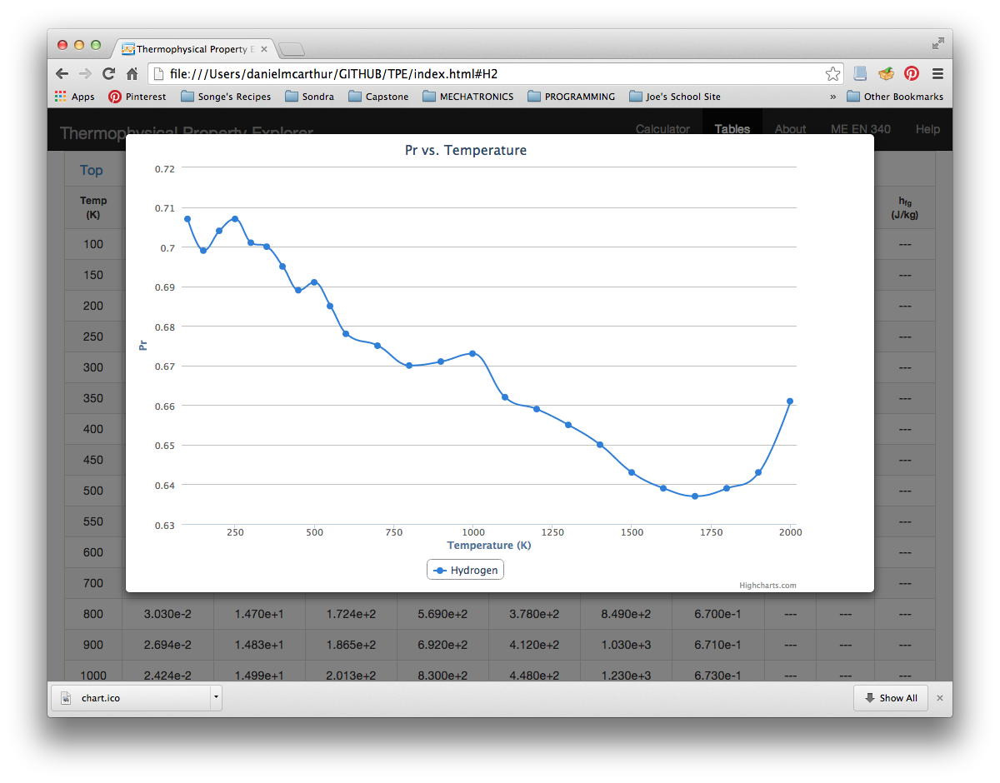 Thermophysical Property E
file:///Users/danielmcarthur/GITHUB/TPE/index.html#H2
Apps Pinterest Songe's Recipes Sondra Capstone MECHATRONICS PROGRAMMING Joe's School Site » Other Bookmarks
Thermophysical Property Explorer Calculator Tables About ME EN 340 Help
Top
Temp
(K)
hfg
(J/kg)
100 ---
150 ---
200 ---
250 ---
300 ---
350 ---
400 ---
450 ---
500 ---
550 ---
600 ---
700 ---
Pr vs. Temperature
0.72
0.71
0.7
0.69
0.68
0.67
0.66
0.65
0.64
0.63
Pr
250 500 750 1000 1250 1500 1750 2000
Temperature (K)
Hydrogen
Highcharts.com
800 3.030e-2 1.470e+1 1.724e+2 5.690e+2 3.780e+2 8.490e+2 6.700e-1 --- --- ---
900 2.694e-2 1.483e+1 1.865e+2 6.920e+2 4.120e+2 1.030e+3 6.710e-1 --- --- ---
1000 2.424e-2 1.499e+1 2.013e+2 8.300e+2 4.480e+2 1.230e+3 6.730e-1 --- --- ---
chart.ico Show All